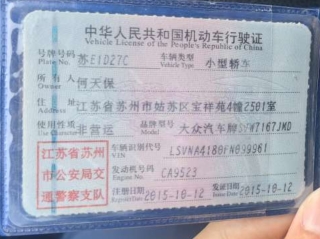 中华人民共和国机动车行驶证
Vehicle License of the People's Republic of China
号牌号码 苏E1D27C 车辆类型 小型轿车
Plate No. Vehicle Type
所有人 何天保
Owner
住址 江苏省苏州市姑苏区宝祥苑4幢2501室
Address
使用性质 非营运 品牌型号 大众汽车牌SVW7167JMD
江苏省苏州
市公安局交
通警察支队
车辆识别代号
VIN
发动机号码 CA9523
Engine No.
注册日期 2015-10-12 发证日期 2015-10-12
Register Date Issue Date